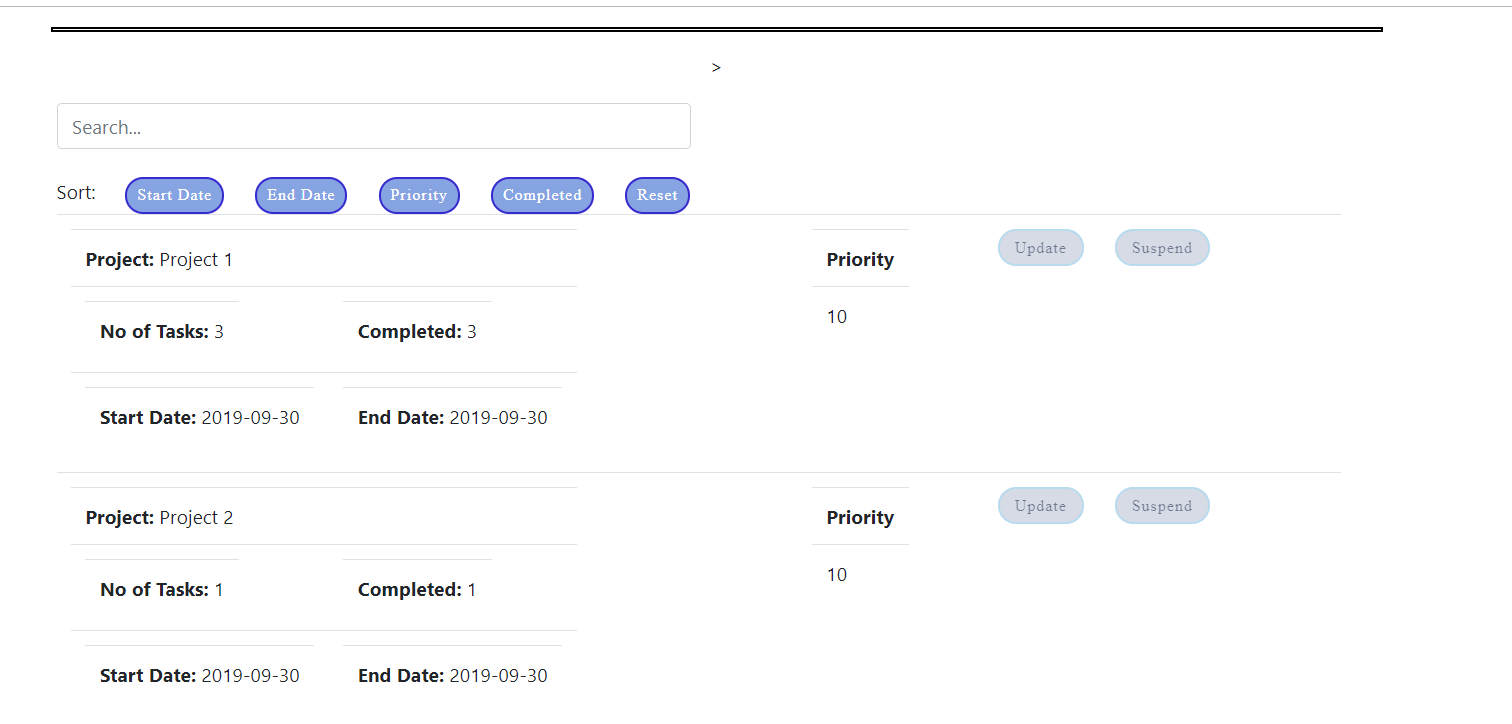 >
Search...
Sort: Start Date End Date Priority Completed Reset
Project: Project 1 Priority Update Suspend
No of Tasks: 3 Completed: 3 10
Start Date: 2019-09-30 End Date: 2019-09-30
Project: Project 2 Priority Update Suspend
No of Tasks: 1 Completed: 1 10
Start Date: 2019-09-30 End Date: 2019-09-30